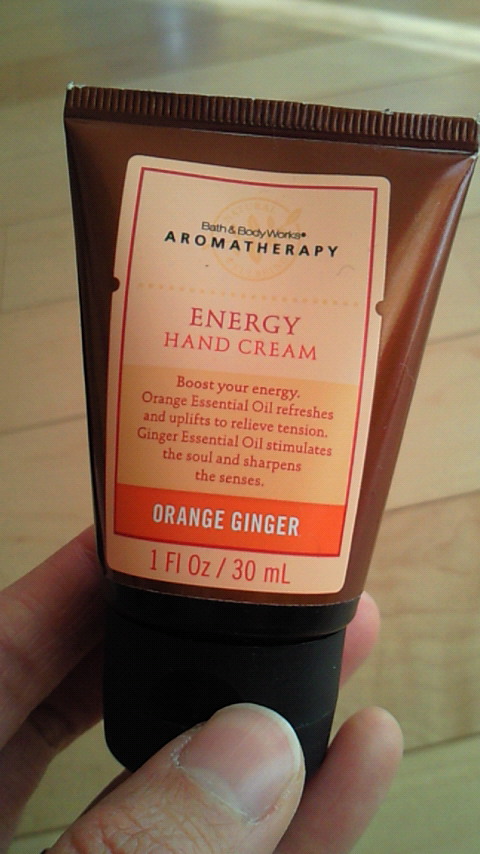 Bath & Body Works®
AROMATHERAPY
ENERGY
HAND CREAM
Boost your energy.
Orange Essential Oil refreshes
and uplifts to relieve tension.
Ginger Essential Oil stimulates
the soul and sharpens
the senses.
ORANGE GINGER
1 Fl Oz / 30 mL